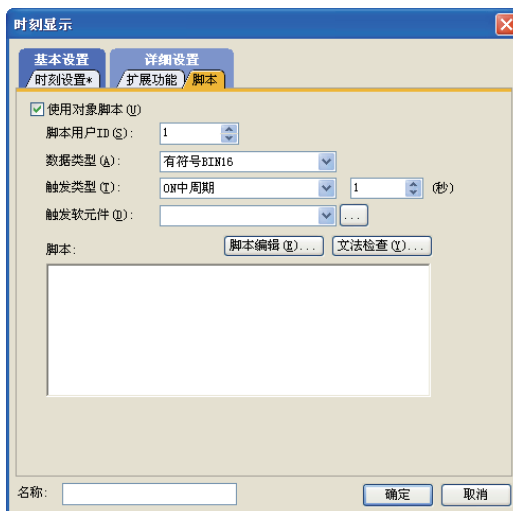 时刻显示
基本设置 详细设置
时刻设置* 扩展功能 脚本
使用对象脚本(U)
脚本用户ID(S): 1
数据类型(A): 有符号BIN16
触发类型(T): ON中周期 1 (秒)
触发软元件(D): ...
脚本: 脚本编辑(E)... 文法检查(Y)...
名称: 确定 取消